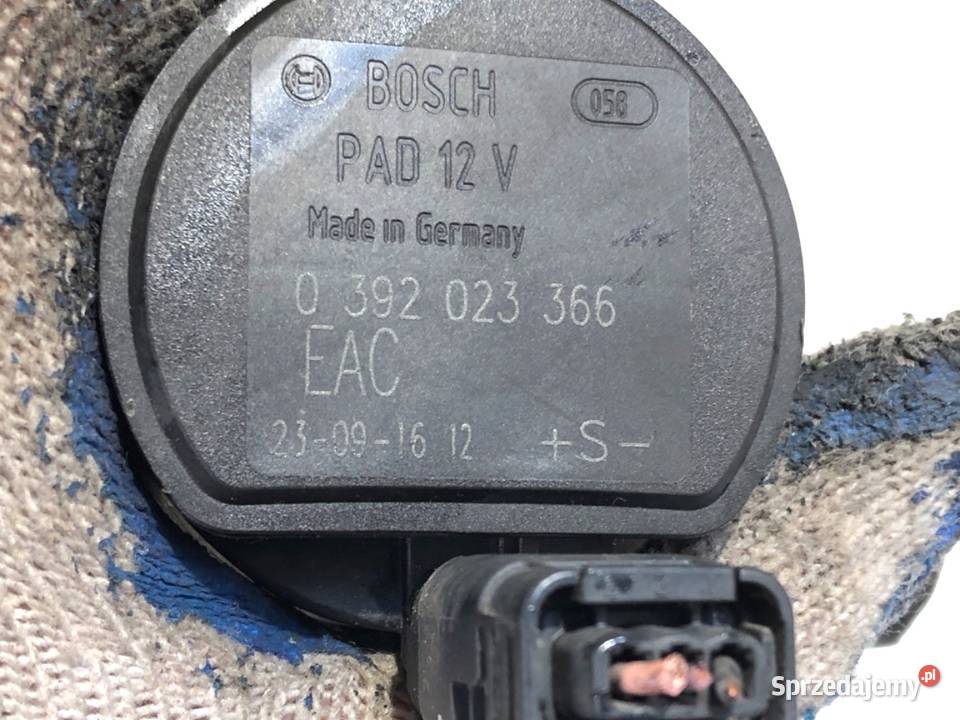 BOSCH 058
PAD 12 V
Made in Germany
0 392 023 366
EAC
23-09-16 12 +S-
Sprzedajemy.pl